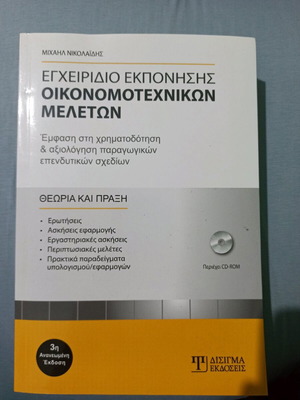 ΜΙΧΑΗΛ ΝΙΚΟΛΑΪΔΗΣ
ΕΓΧΕΙΡΙΔΙΟ ΕΚΠΟΝΗΣΗΣ
ΟΙΚΟΝΟΜΟΤΕΧΝΙΚΩΝ
ΜΕΛΕΤΩΝ
Έμφαση στη χρηματοδότηση
& αξιολόγηση παραγωγικών
επενδυτικών σχεδίων
ΘΕΩΡΙΑ ΚΑΙ ΠΡΑΞΗ
• Ερωτήσεις
• Ασκήσεις εφαρμογής
• Εργαστηριακές ασκήσεις
• Περιπτωσιακές μελέτες
• Πρακτικά παραδείγματα
υπολογισμού/εφαρμογών
Περιέχει CD-ROM
3η
Ανανεωμένη
Έκδοση
ΔΙΣΙΓΜΑ
ΕΚΔΟΣΕΙΣ